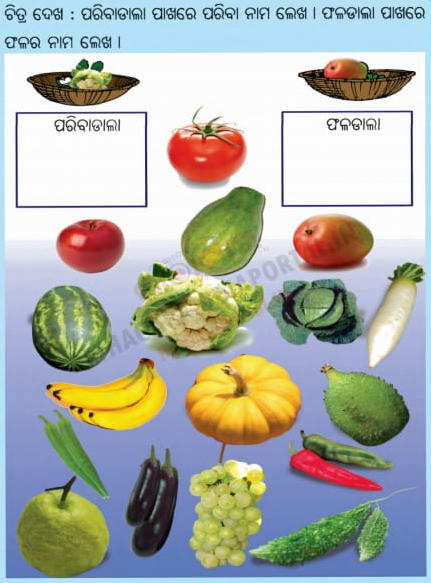 ଚିତ୍ର ଦେଖ : ପରିବାଡାଲା ପାଖରେ ପରିବା ନାମ ଲେଖ । ଫଳଡାଲା ପାଖରେ
ଫଳର ନାମ ଲେଖ ।
ପରିବାଡାଲା
ଫଳଡାଲା